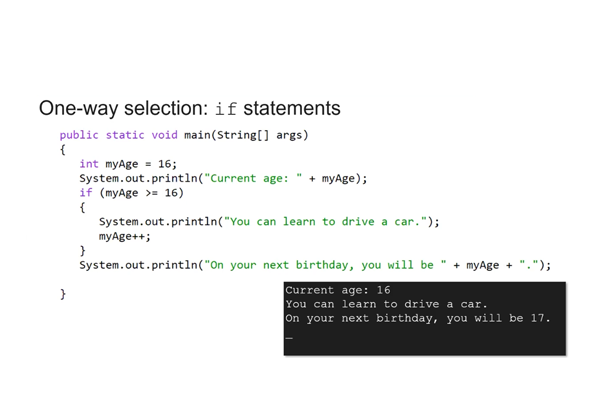 One-way selection: if statements
public static void main(String[] args)
{
int myAge = 16;
System.out.println("Current age: " + myAge);
if (myAge >= 16)
{
System.out.println("You can learn to drive a car.");
myAge++;
}
System.out.println("On your next birthday, you will be " + myAge + ".");
}
Current age: 16
You can learn to drive a car.
On your next birthday, you will be 17.
_